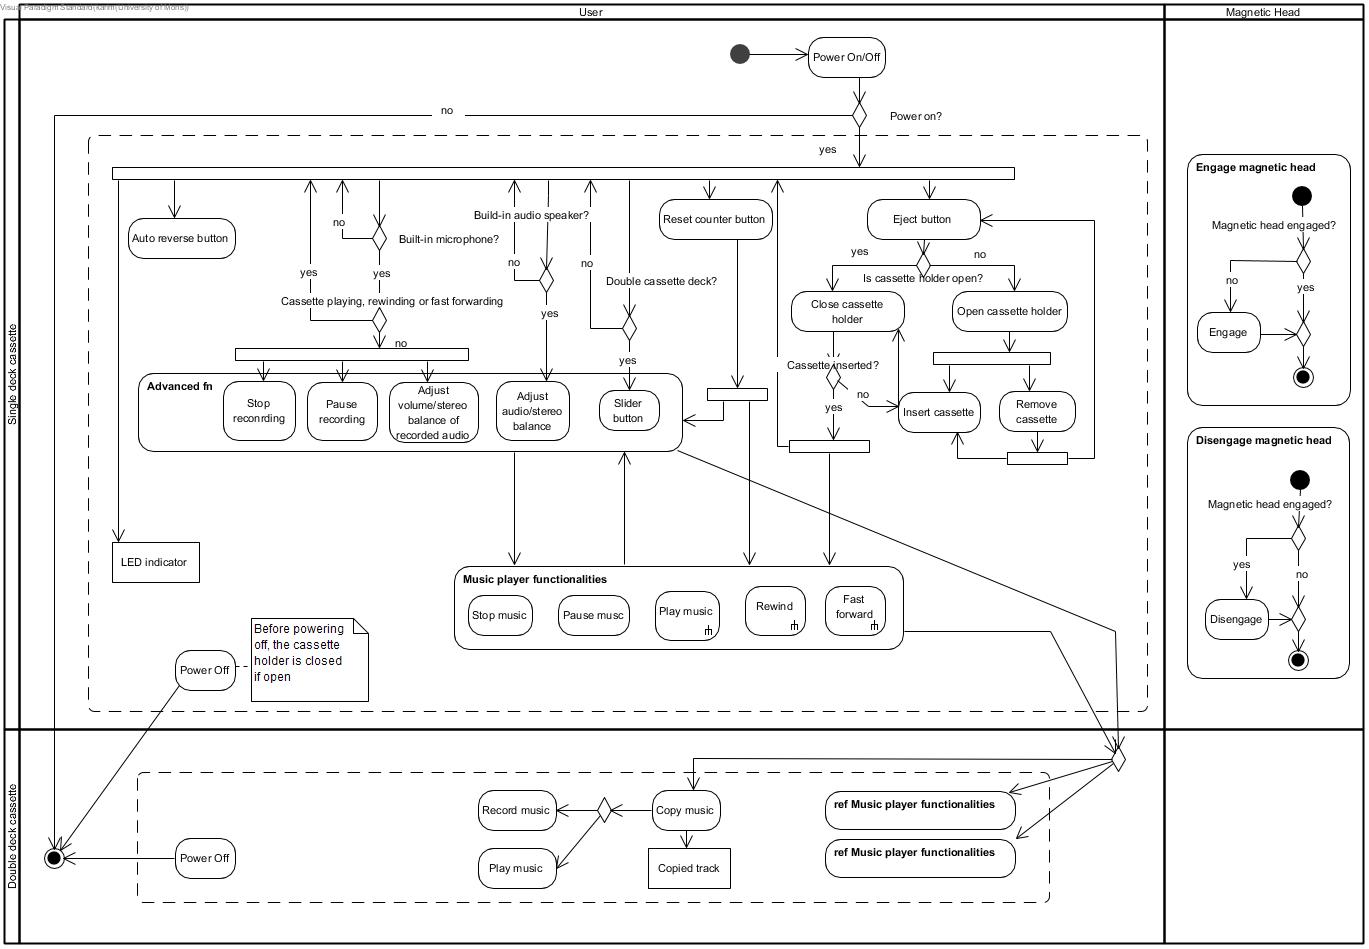 Visual Paradigm Standard(karim(University of Mons))
User
Magnetic Head
Power On/Off
Power on?
no
yes
Single deck cassette
Auto reverse button
no
Built-in microphone?
yes
yes
Cassette playing, rewinding or fast forwarding
no
Build-in audio speaker?
no
yes
no
Double cassette deck?
yes
Reset counter button
Eject button
yes
no
Is cassette holder open?
Close cassette
holder
Open cassette holder
Cassette inserted?
no
yes
Insert cassette
Remove
cassette
Advanced fn
Stop
reconrding
Pause
recording
Adjust
volume/stereo
balance of
recorded audio
Adjust
audio/stereo
balance
Slider
button
LED indicator
Music player functionalities
Stop music
Pause musc
Play music
Rewind
Fast
forward
Power Off
Before powering
off, the cassette
holder is closed
if open
Engage magnetic head
Magnetic head engaged?
no
yes
Engage
Disengage magnetic head
Magnetic head engaged?
yes
no
Disengage
Double deck cassette
Power Off
Record music
Copy music
Play music
Copied track
ref Music player functionalities
ref Music player functionalities